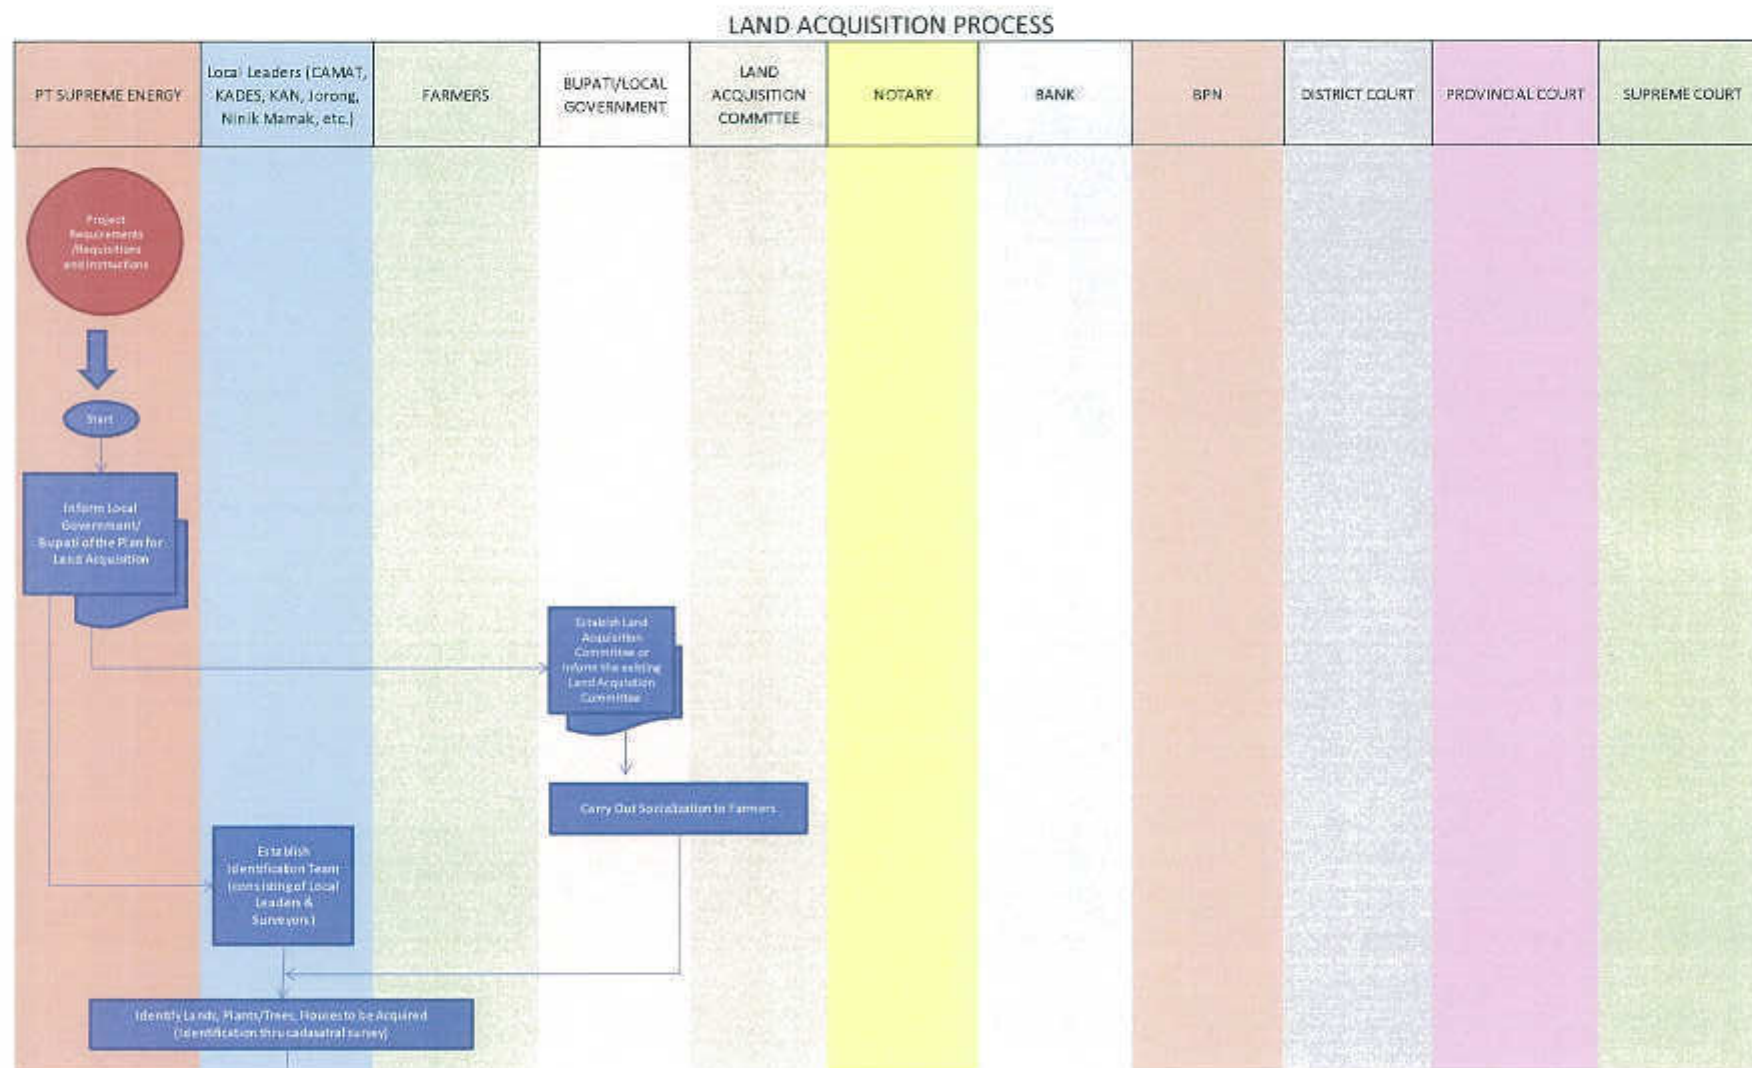 LAND ACQUISITION PROCESS
PT SUPREME ENERGY
Local Leaders (CAMAT,
KADES, KAN, Jorong,
Ninik Mamak, etc.)
FARMERS
BUPATI/LOCAL
GOVERNMENT
LAND
ACQUISITION
COMMTTEE
NOTARY
BANK
BPN
DISTRICT COURT
PROVINCIAL COURT
SUPREME COURT
Project
Requirements
/Requisitions
and Instructions
Start
Inform Local
Government/
Bupati of the Plan for
Land Acquisition
Establish Land
Acquisition
Committee or
inform the existing
Land Acquisition
Committee
Carry Out Socialization to Farmers
Establish
Identification Team
(consisting of Local
Leaders &
Surveyors)
Identify Lands, Plants/Trees, Houses to be Acquired
(Identification thru cadasatral survey)